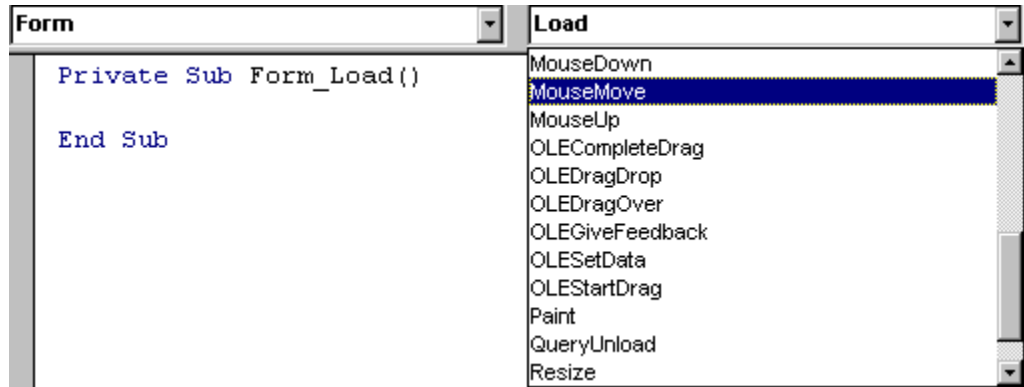 Form
Load
Private Sub Form_Load()
End Sub
MouseDown
MouseMove
MouseUp
OLECompleteDrag
OLEDragDrop
OLEDragOver
OLEGiveFeedback
OLESetData
OLEStartDrag
Paint
QueryUnload
Resize